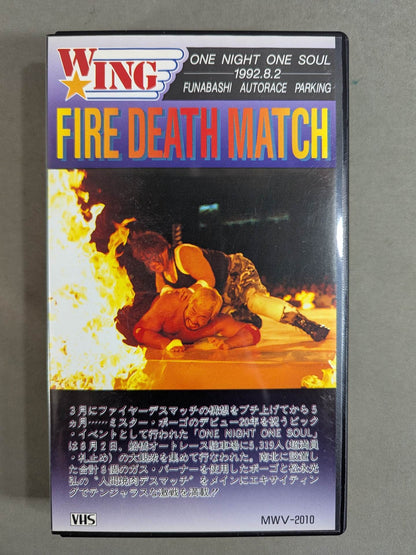 WING
ONE NIGHT ONE SOUL
1992.8.2
FUNABASHI AUTORACE PARKING
FIRE DEATH MATCH
3月にファイヤーデスマッチの構想をブチ上げてから5
ヵ月……ミスター・ポーゴのデビュー20年を祝うビッグ
・イベントとして行われた「ONE NIGHT ONE SOUL」
は8月2日、船橋オートレース駐車場に5,319人(超満員
・札止め)の大観衆を集めて行なわれた。南北に設置し
た合計8個のガス・バーナーを使用したポーゴと松永光
弘の"人間焼肉デスマッチ"をメインにエキサイティン
グでデンジャラスな激戦を満載!!
VHS
MWV-2010